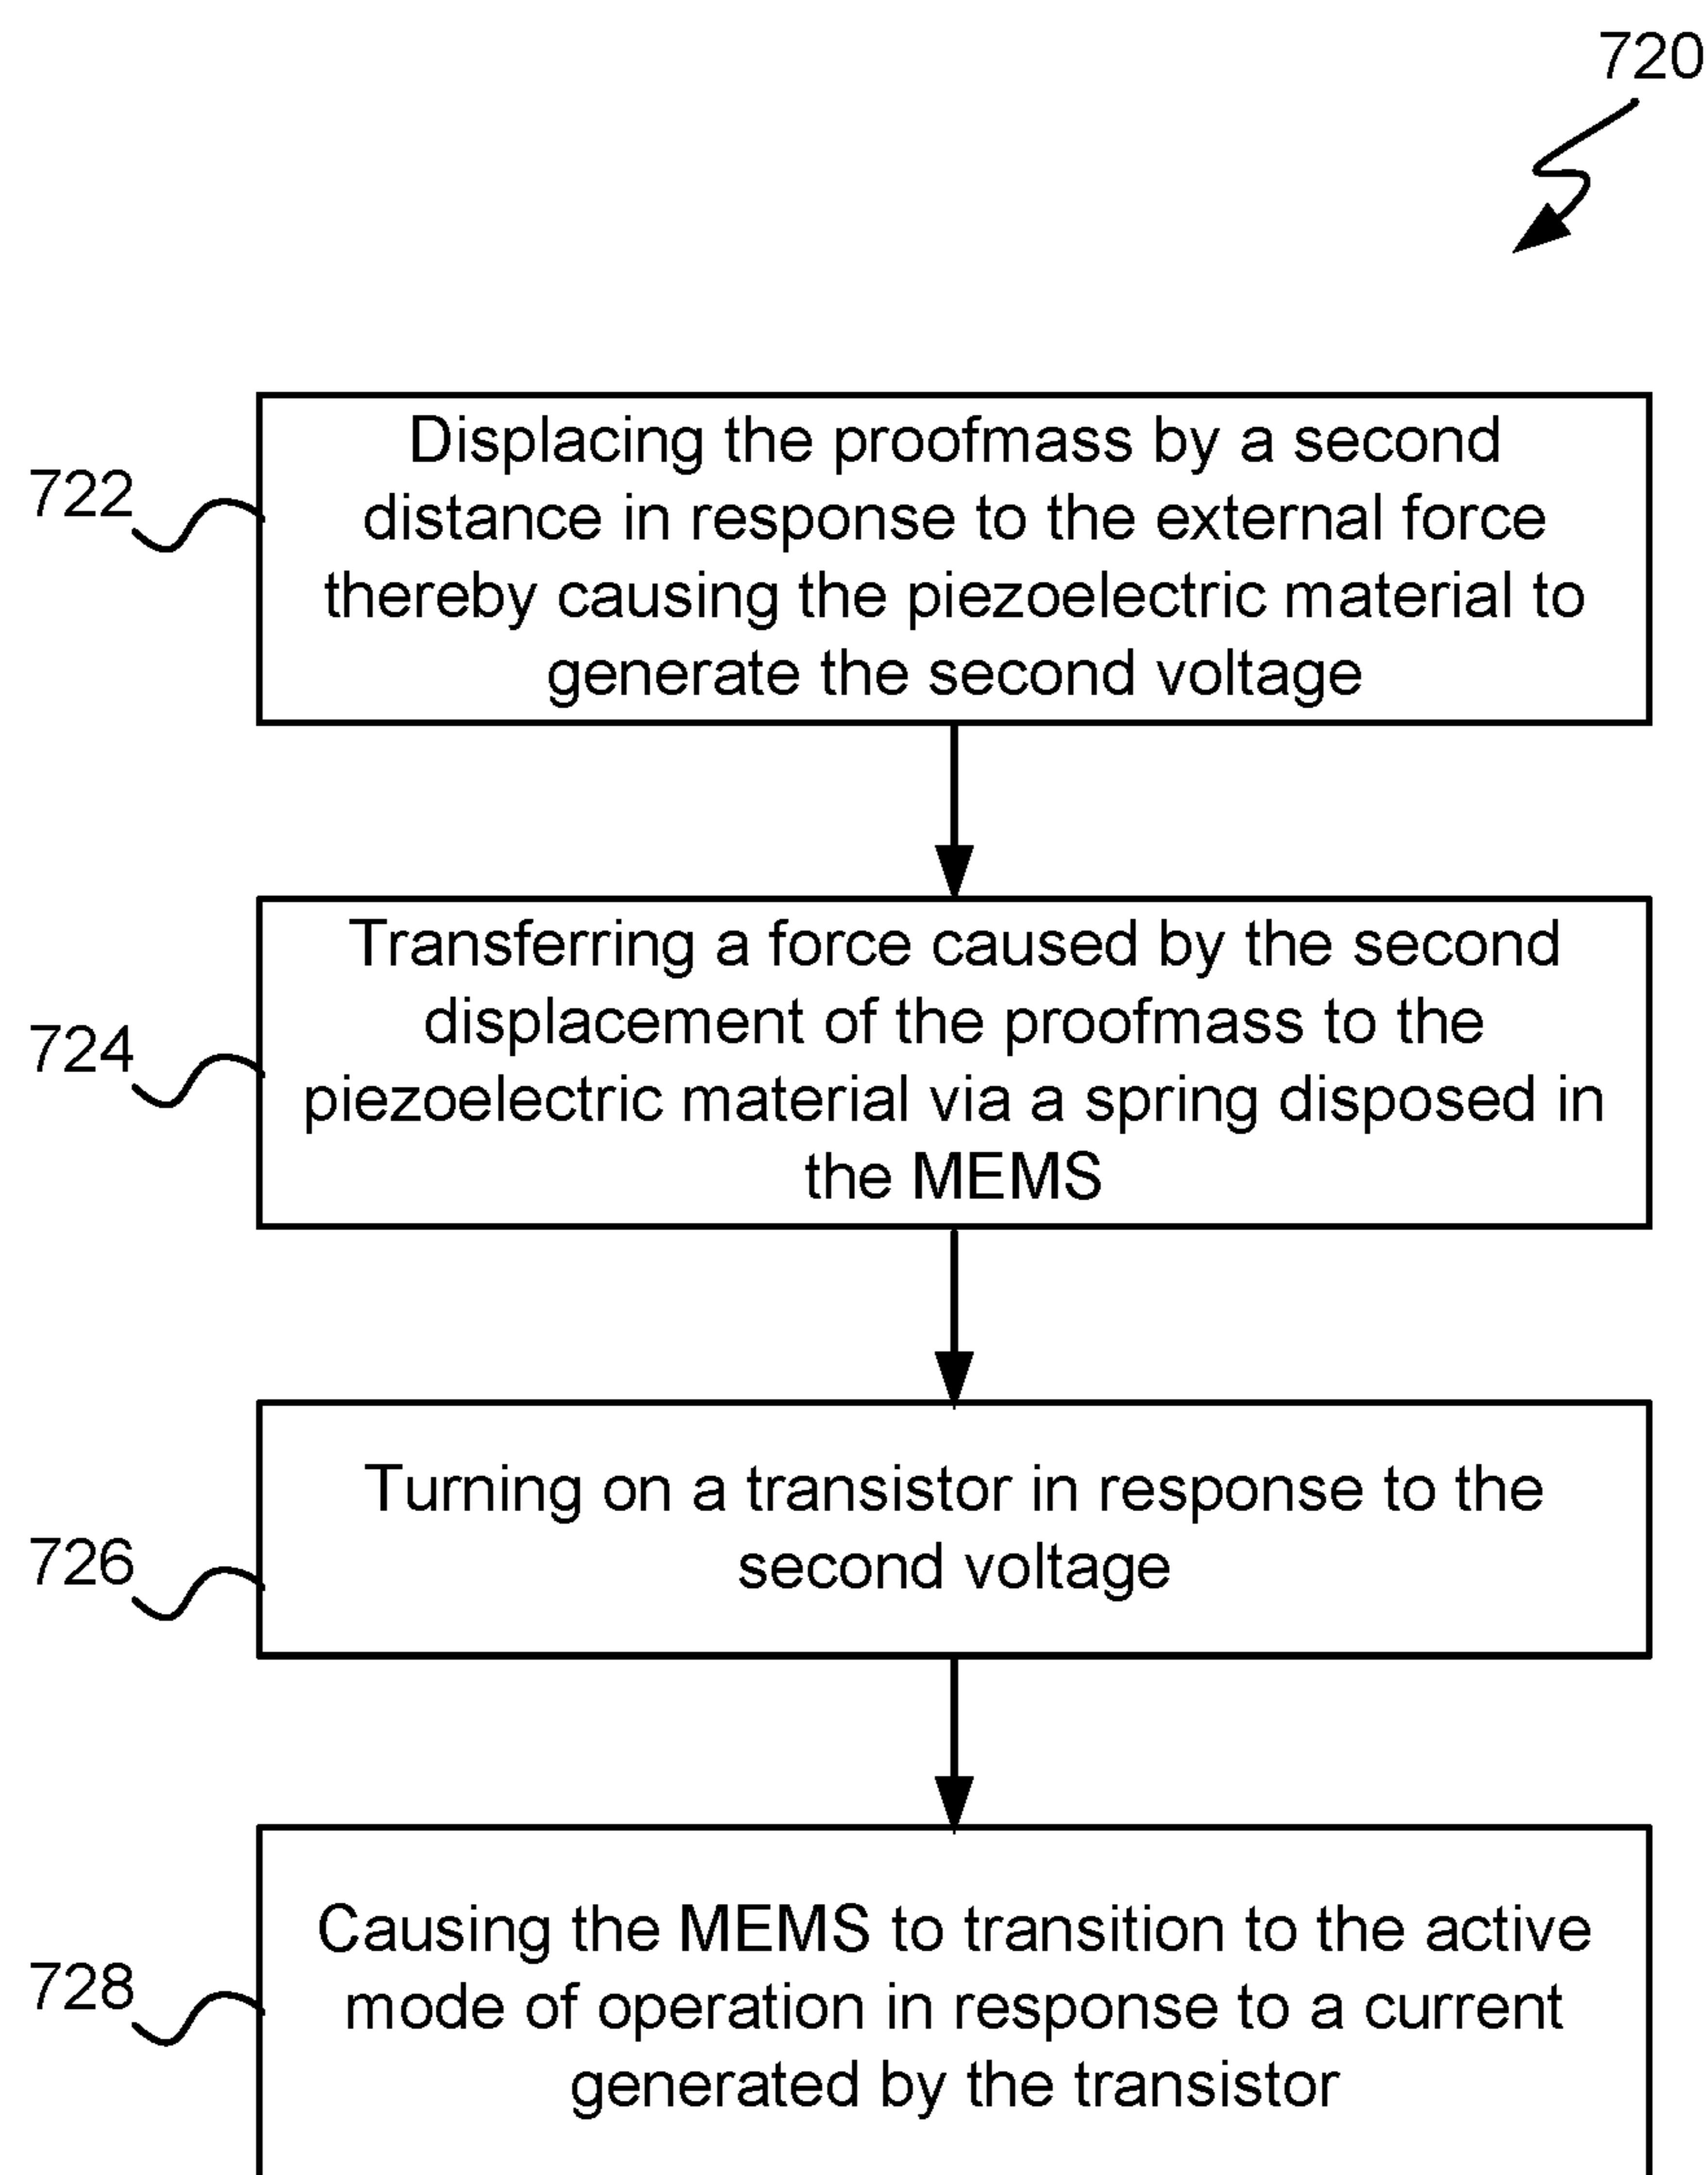 720
722
Displacing the proofmass by a second
distance in response to the external force
thereby causing the piezoelectric material to
generate the second voltage
724
Transferring a force caused by the second
displacement of the proofmass to the
piezoelectric material via a spring disposed in
the MEMS
726
Turning on a transistor in response to the
second voltage
728
Causing the MEMS to transition to the active
mode of operation in response to a current
generated by the transistor